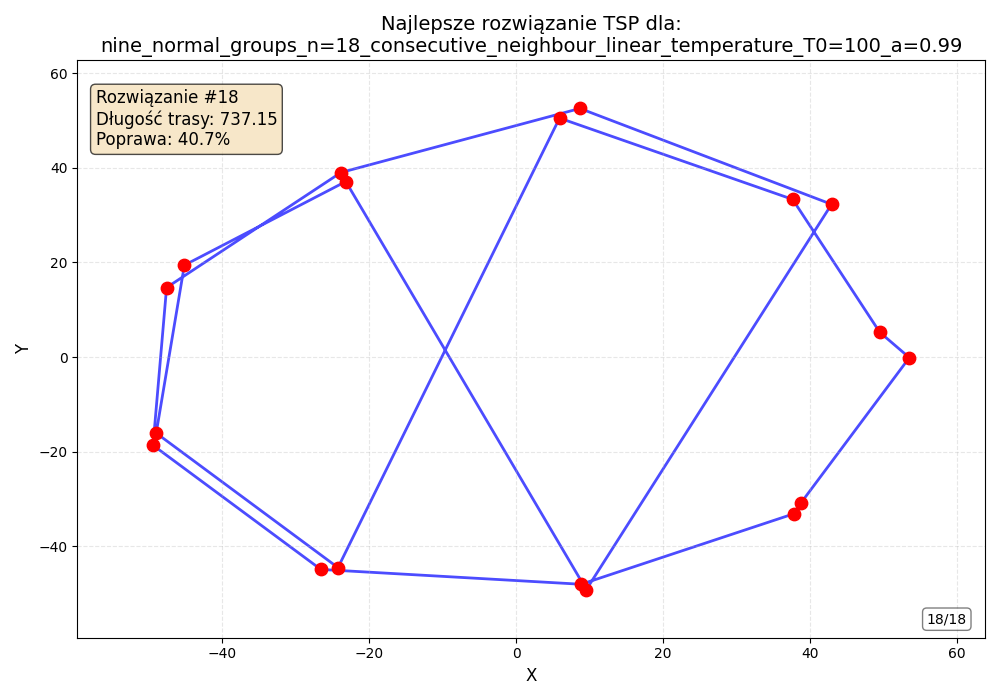 Najlepsze rozwiązanie TSP dla:
nine_normal_groups_n=18_consecutive_neighbour_linear_temperature_T0=100_a=0.99
Rozwiązanie #18
Długość trasy: 737.15
Poprawa: 40.7%
60
40
20
0
−20
−40
Y
18/18
−40
−20
0
20
40
60
X